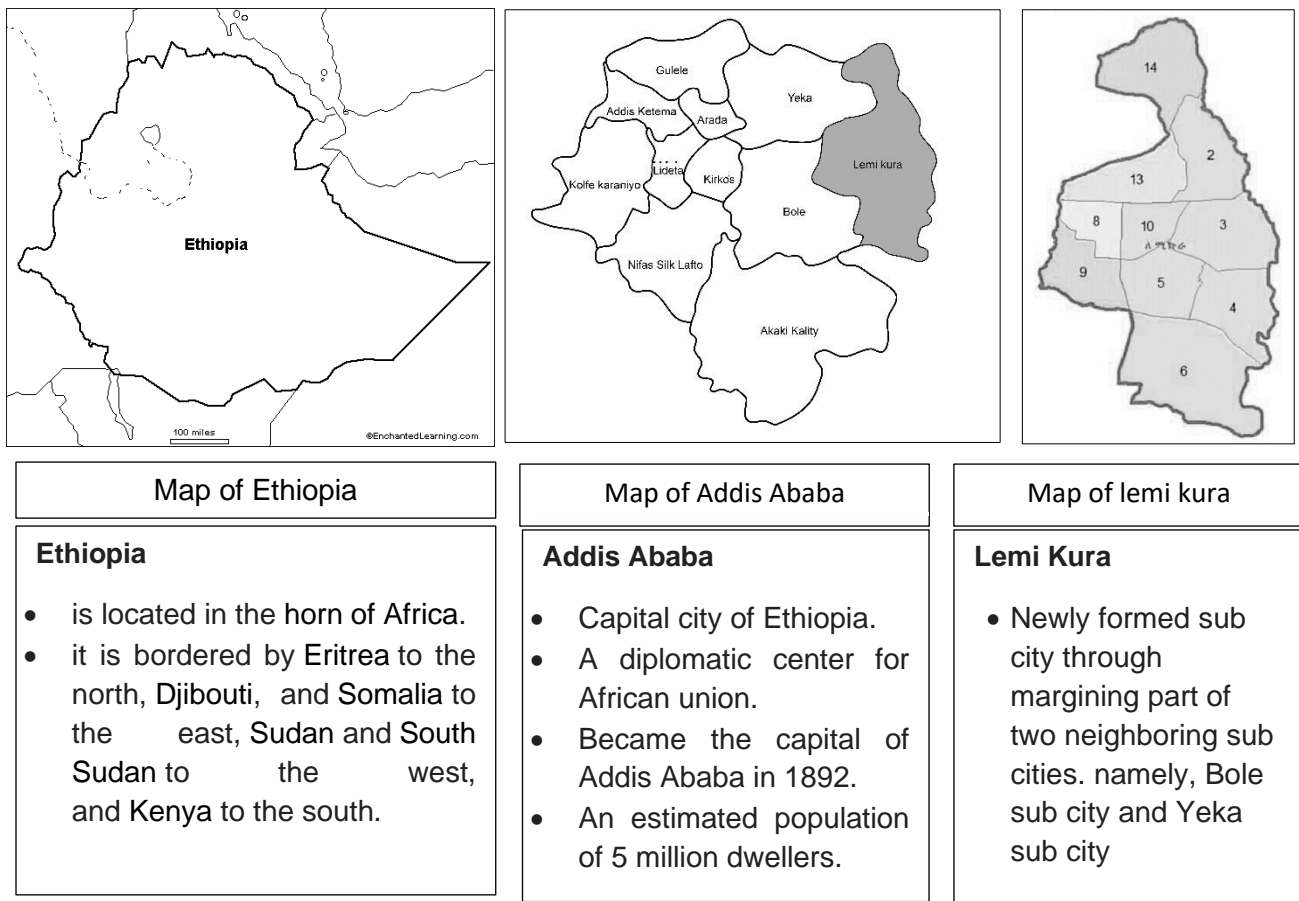 Ethiopia
100 miles
©EnchantedLearning.com
Gulele
Yeka
Addis Ketema
Arada
Lemi kura
Lideta
Kirkos
Kolfe karaniyo
Bole
Nifas Silk Lafto
Akaki Kality
14
2
13
8
10
3
9
5
4
6
Map of Ethiopia
Ethiopia
• is located in the horn of Africa.
• it is bordered by Eritrea to the
north, Djibouti, and Somalia to
the east, Sudan and South
Sudan to the west,
and Kenya to the south.
Map of Addis Ababa
Addis Ababa
• Capital city of Ethiopia.
• A diplomatic center for
African union.
• Became the capital of
Addis Ababa in 1892.
• An estimated population
of 5 million dwellers.
Map of lemi kura
Lemi Kura
• Newly formed sub
city through
margining part of
two neighboring sub
cities. namely, Bole
sub city and Yeka
sub city